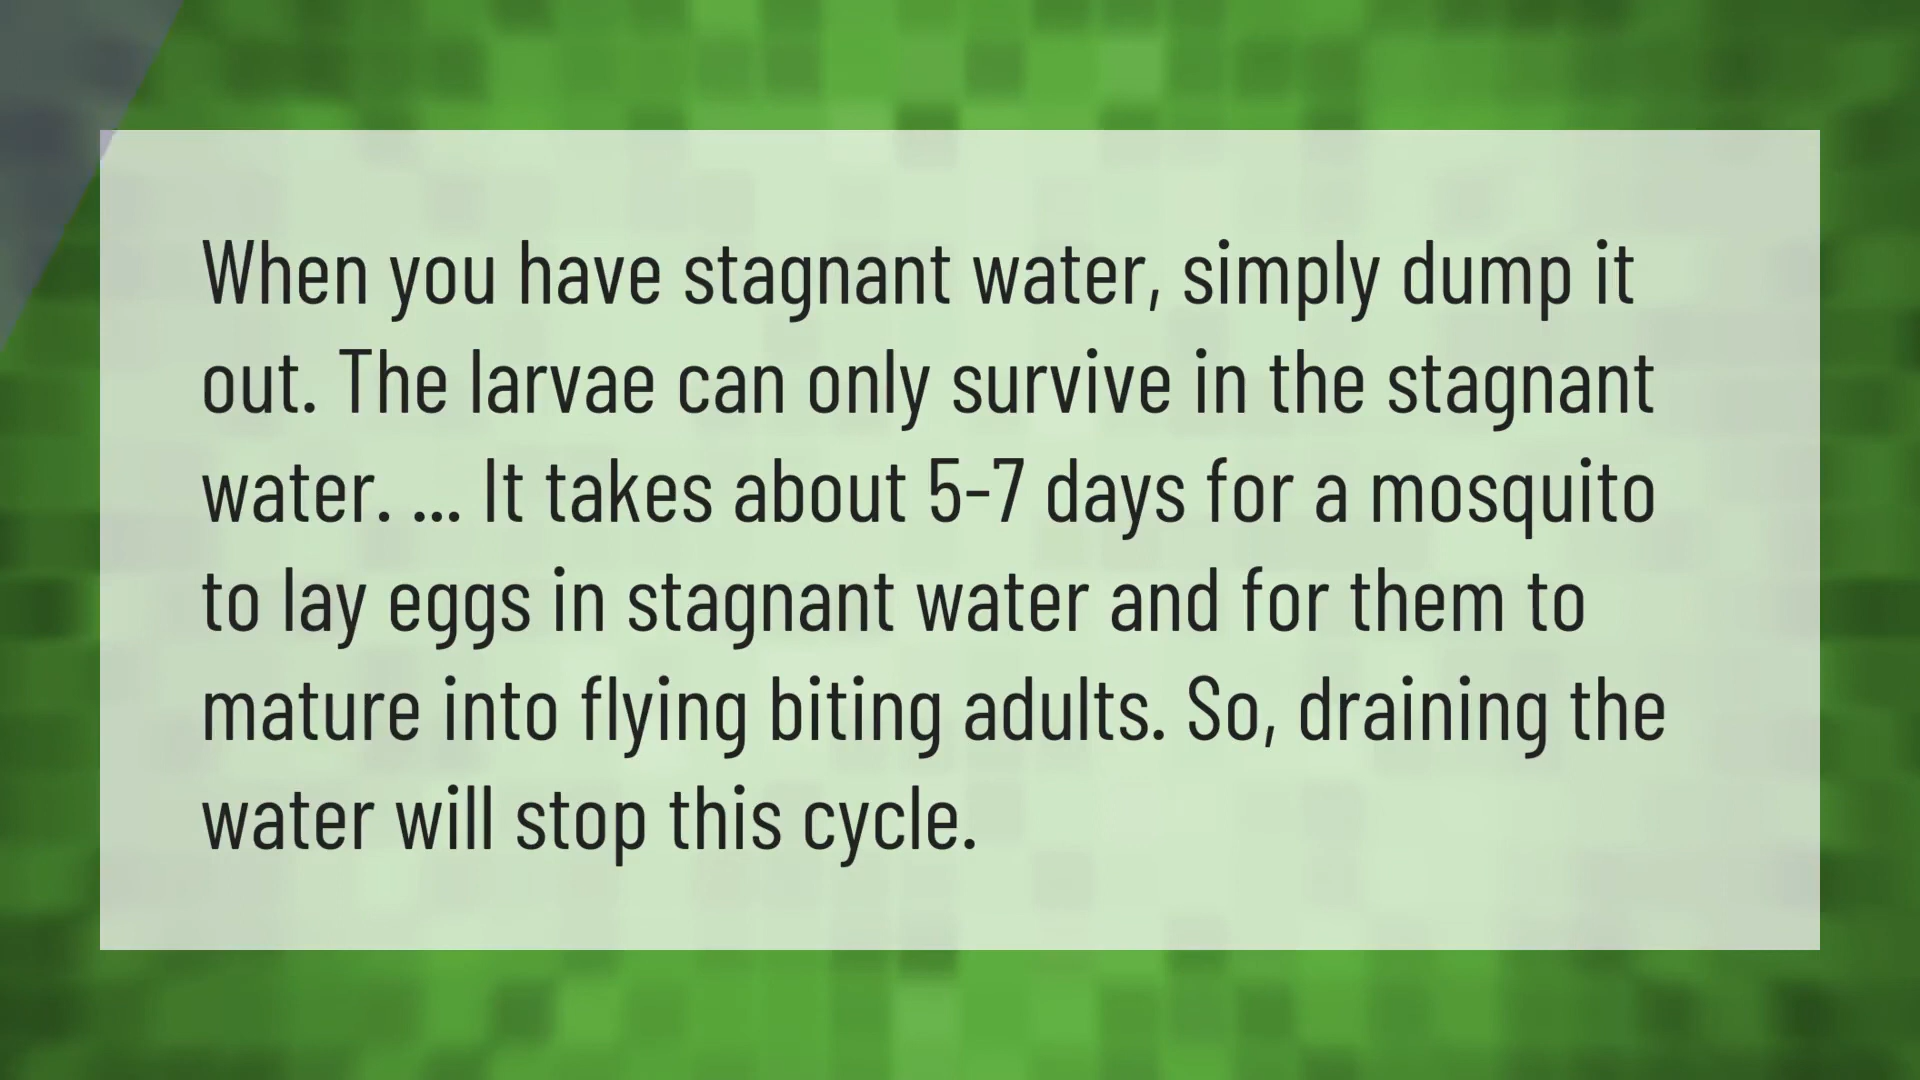 When you have stagnant water, simply dump it
out. The larvae can only survive in the stagnant
water. ... It takes about 5-7 days for a mosquito
to lay eggs in stagnant water and for them to
mature into flying biting adults. So, draining the
water will stop this cycle.